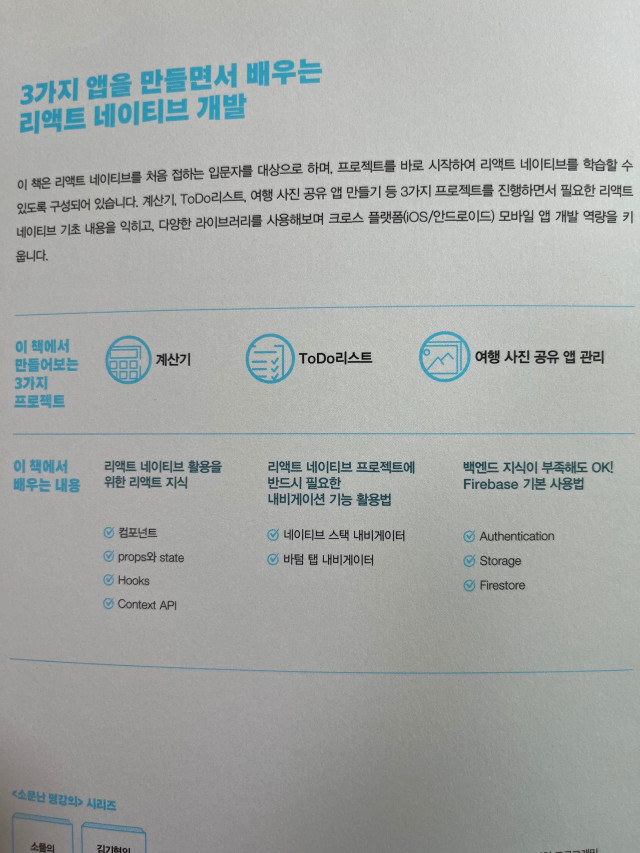 3가지 앱을 만들면서 배우는
리액트 네이티브 개발
이 책은 리액트 네이티브를 처음 접하는 입문자를 대상으로 하며, 프로젝트를 바로 시작하여 리액트 네이티브를 학습할 수
있도록 구성되어 있습니다. 계산기, ToDo리스트, 여행 사진 공유 앱 만들기 등 3가지 프로젝트를 진행하면서 필요한 리액트
네이티브 기초 내용을 익히고, 다양한 라이브러리를 사용해보며 크로스 플랫폼(iOS/안드로이드) 모바일 앱 개발 역량을 키
웁니다.
이 책에서
만들어보는
3가지
프로젝트
계산기
ToDo리스트
여행 사진 공유 앱 관리
이 책에서
배우는 내용
리액트 네이티브 활용을
위한 리액트 지식
컴포넌트
props와 state
Hooks
Context API
리액트 네이티브 프로젝트에
반드시 필요한
내비게이션 기능 활용법
네이티브 스택 내비게이터
바텀 탭 내비게이터
백엔드 지식이 부족해도 OK!
Firebase 기본 사용법
Authentication
Storage
Firestore
<소문난 명강의> 시리즈
소플의
김기현의